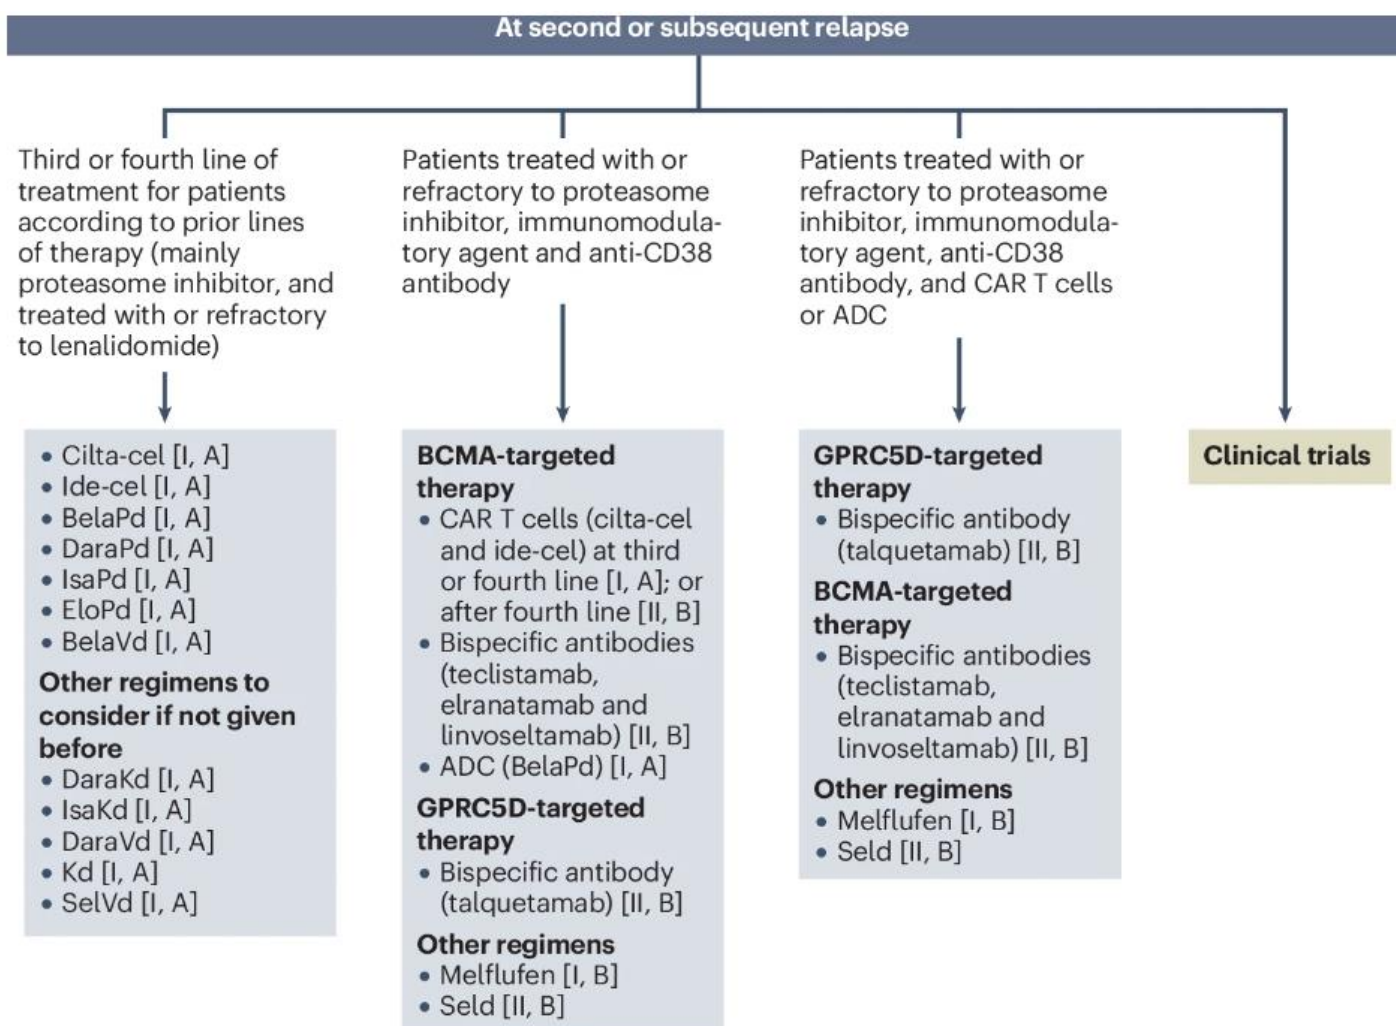 At second or subsequent relapse
Third or fourth line of
treatment for patients
according to prior lines
of therapy (mainly
proteasome inhibitor, and
treated with or refractory
to lenalidomide)
• Cilta-cel [I, A]
• Ide-cel [I, A]
• BelaPd [I, A]
• DaraPd [I, A]
• IsaPd [I, A]
• EloPd [I, A]
• BelaVd [I, A]
Other regimens to
consider if not given
before
• DaraKd [I, A]
• IsaKd [I, A]
• DaraVd [I, A]
• Kd [I, A]
• SelVd [I, A]
Patients treated with or
refractory to proteasome
inhibitor, immunomodula-
tory agent and anti-CD38
antibody
BCMA-targeted
therapy
• CAR T cells (cilta-cel
and ide-cel) at third
or fourth line [I, A]; or
after fourth line [II, B]
• Bispecific antibodies
(teclistamab,
elranatamab and
linvoseltamab) [II, B]
• ADC (BelaPd) [I, A]
GPRC5D-targeted
therapy
• Bispecific antibody
(talquetamab) [II, B]
Other regimens
• Melflufen [I, B]
• Seld [II, B]
Patients treated with or
refractory to proteasome
inhibitor, immunomodula-
tory agent, anti-CD38
antibody, and CAR T cells
or ADC
GPRC5D-targeted
therapy
• Bispecific antibody
(talquetamab) [II, B]
BCMA-targeted
therapy
• Bispecific antibodies
(teclistamab,
elranatamab and
linvoseltamab) [II, B]
Other regimens
• Melflufen [I, B]
• Seld [II, B]
Clinical trials